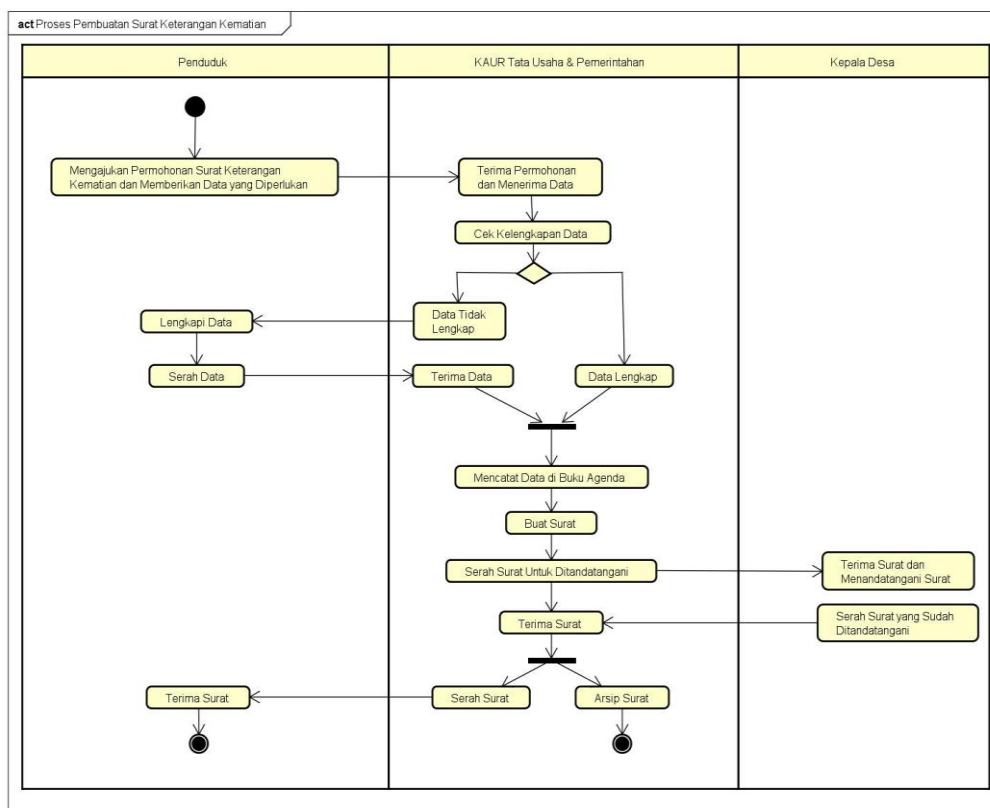 act Proses Pembuatan Surat Keterangan Kematian
Penduduk
KAUR Tata Usaha & Pemerintahan
Kepala Desa
Mengajukan Permohonan Surat Keterangan
Kematian dan Memberikan Data yang Diperlukan
Terima Permohonan
dan Menerima Data
Cek Kelengkapan Data
Data Tidak
Lengkap
Lengkapi Data
Serah Data
Terima Data
Data Lengkap
Mencatat Data di Buku Agenda
Buat Surat
Serah Surat Untuk Ditandatangani
Terima Surat dan
Menandatangani Surat
Serah Surat yang Sudah
Ditandatangani
Terima Surat
Terima Surat
Serah Surat
Arsip Surat